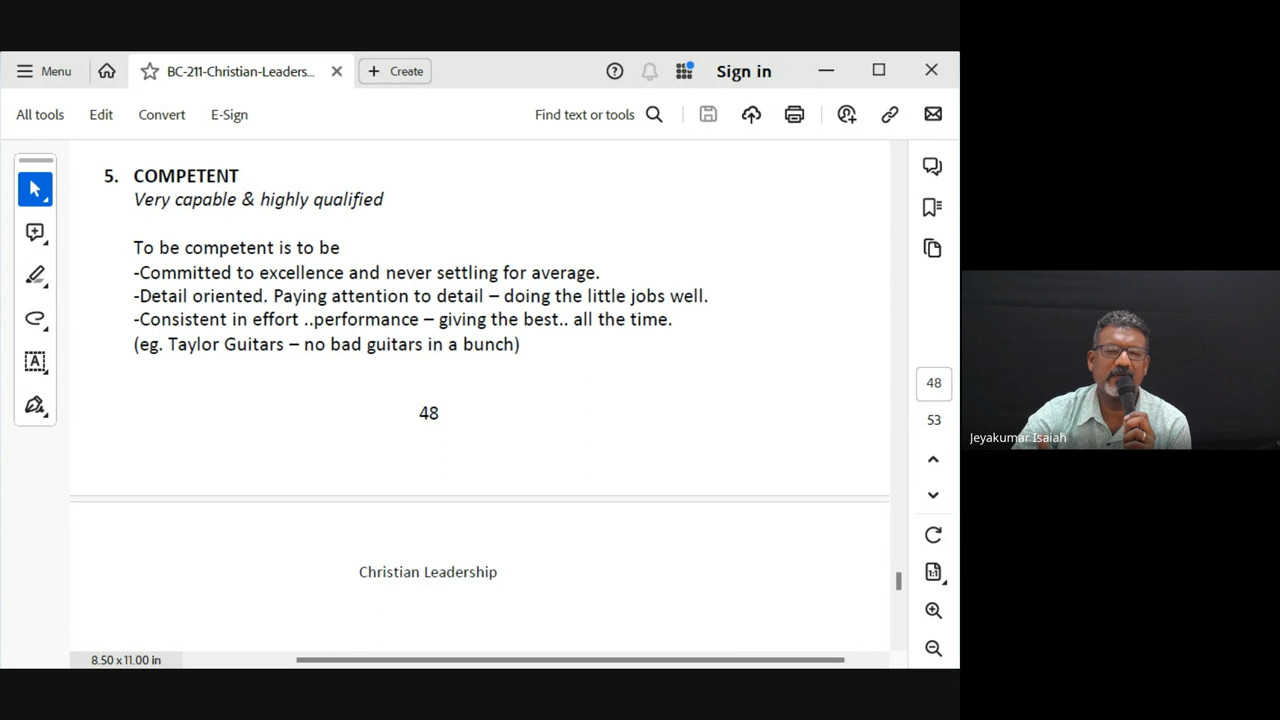 Menu
BC-211-Christian-Leaders...
Create
Sign in
All tools
Edit
Convert
E-Sign
Find text or tools
5. COMPETENT
Very capable & highly qualified
To be competent is to be
-Committed to excellence and never settling for average.
-Detail oriented. Paying attention to detail – doing the little jobs well.
-Consistent in effort ..performance – giving the best.. all the time.
(eg. Taylor Guitars – no bad guitars in a bunch)
48
Christian Leadership
8.50 x 11.00 in
48
53
1:1
Jeyakumar Isaiah